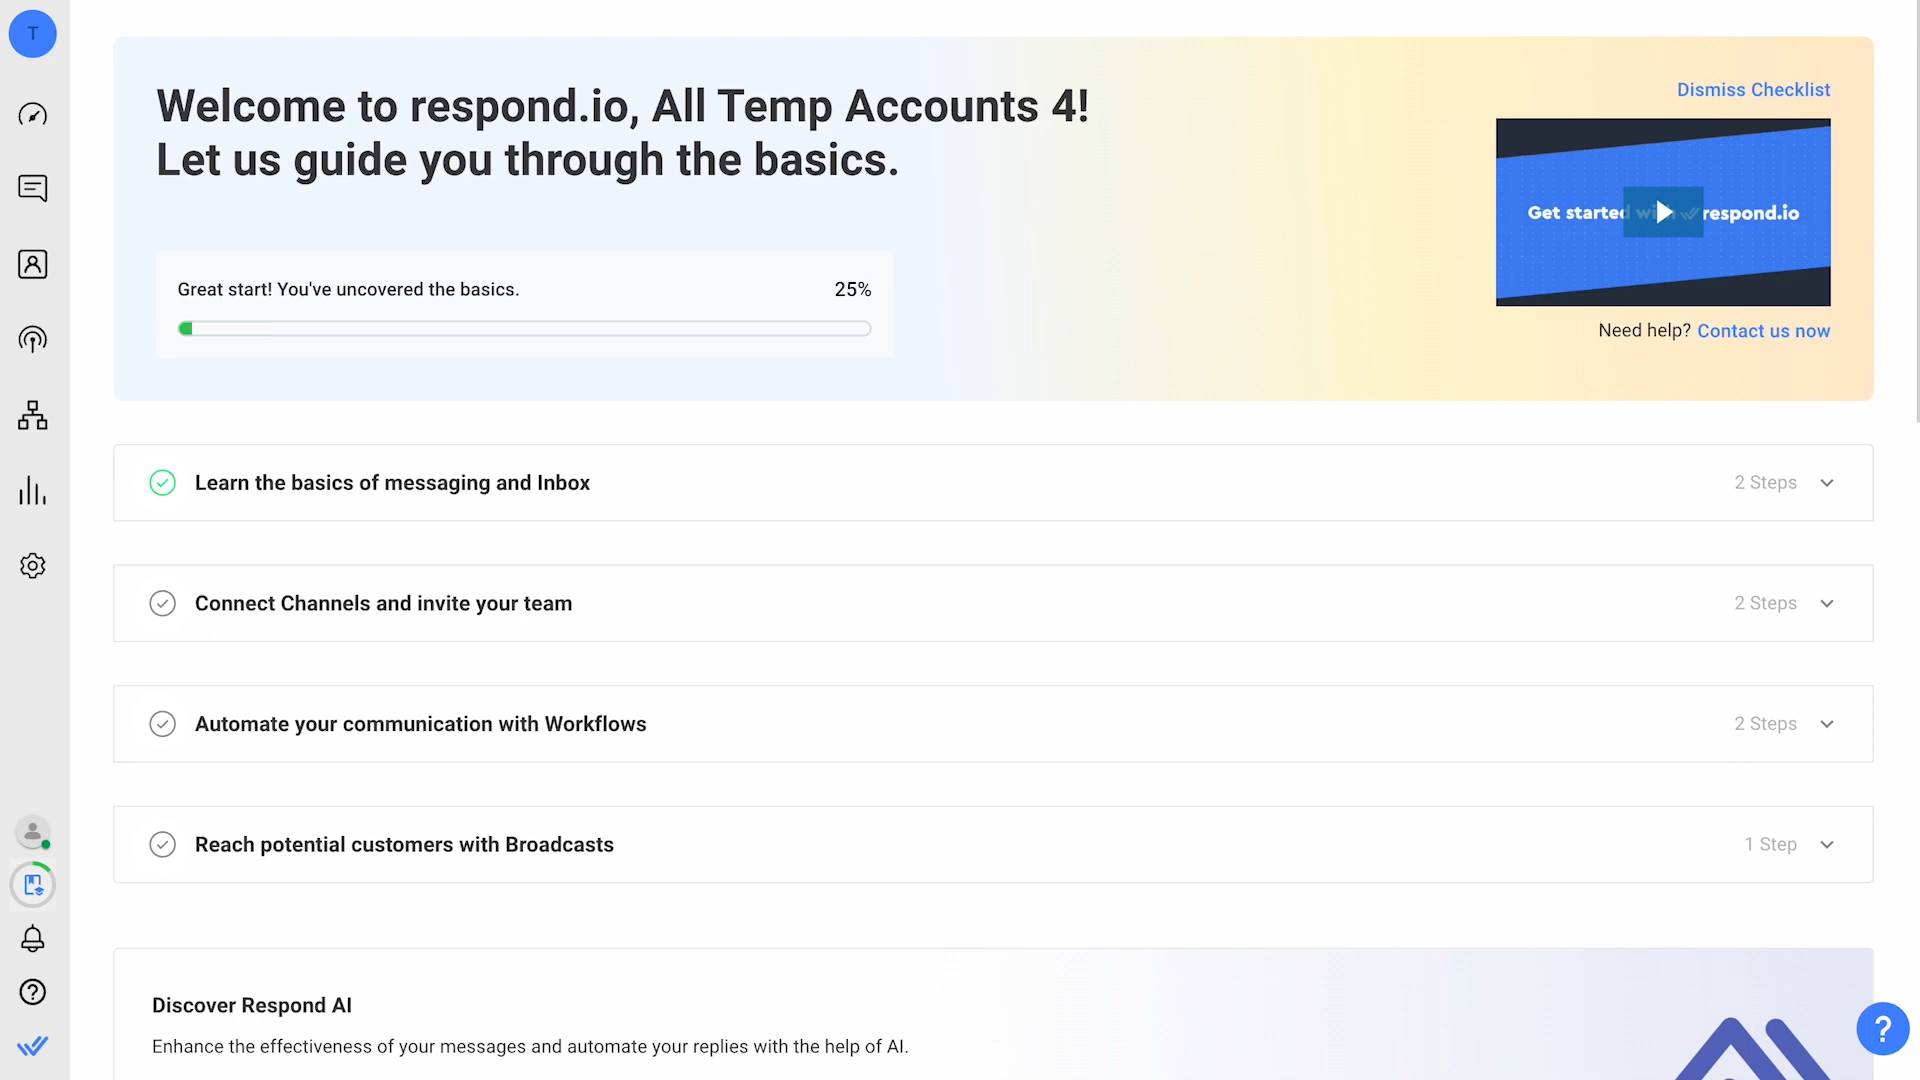 T
Welcome to respond.io, All Temp Accounts 4!
Let us guide you through the basics.
Dismiss Checklist
Get started with respond.io
Need help? Contact us now
Great start! You've uncovered the basics. 25%
Learn the basics of messaging and Inbox 2 Steps
Connect Channels and invite your team 2 Steps
Automate your communication with Workflows 2 Steps
Reach potential customers with Broadcasts 1 Step
Discover Respond AI
Enhance the effectiveness of your messages and automate your replies with the help of AI.
?